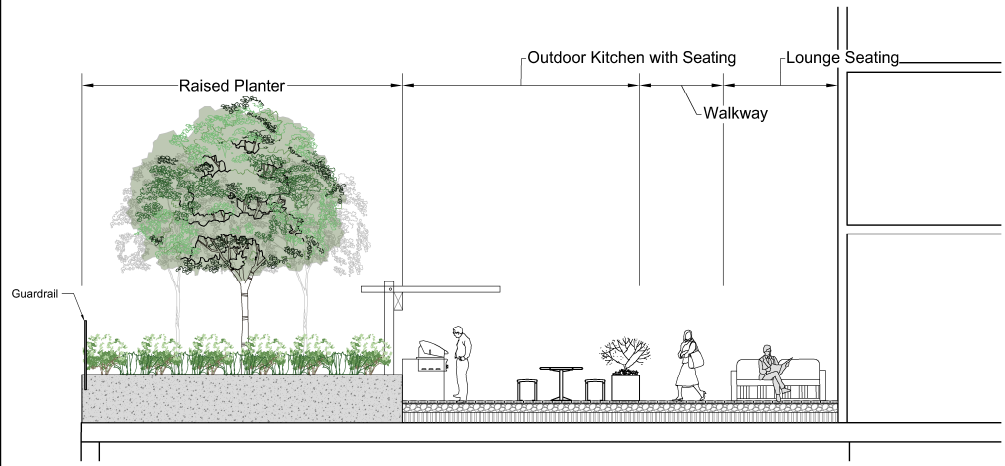 Outdoor Kitchen with Seating
Lounge Seating
Raised Planter
Walkway
Guardrail